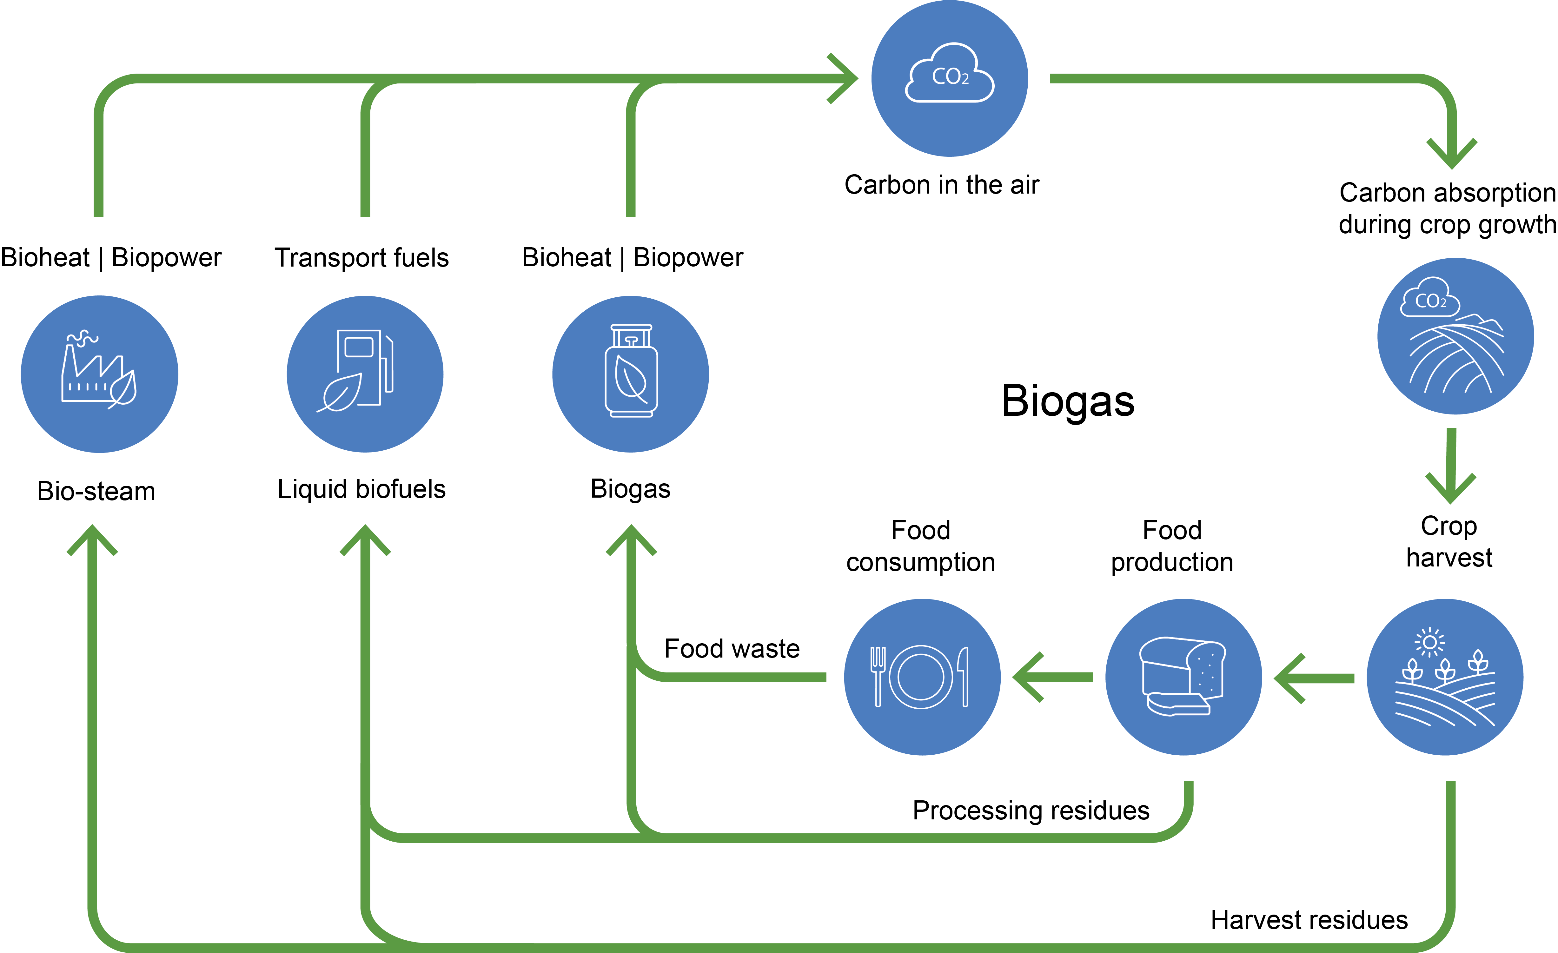 CO₂
Carbon in the air
Carbon absorption
during crop growth
CO₂
Bioheat | Biopower
Transport fuels
Bioheat | Biopower
Biogas
Bio-steam
Liquid biofuels
Biogas
Food
consumption
Food
production
Crop
harvest
Food waste
Processing residues
Harvest residues